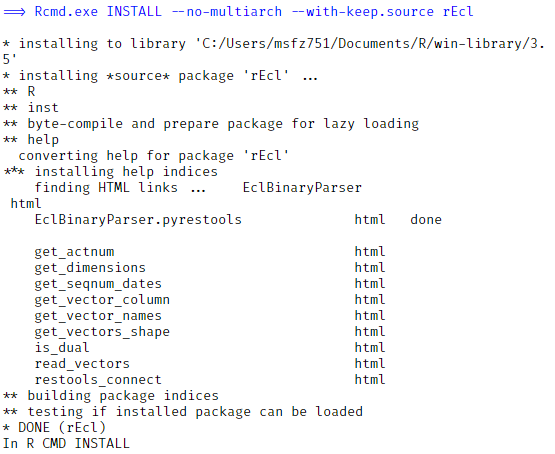 ==> Rcmd.exe INSTALL --no-multiarch --with-keep.source rEcl
* installing to library 'C:/Users/msfz751/Documents/R/win-library/3.
5'
* installing *source* package 'rEcl' ...
** R
** inst
** byte-compile and prepare package for lazy loading
** help
converting help for package 'rEcl'
*** installing help indices
finding HTML links ... EclBinaryParser
html
EclBinaryParser.pyrestools html done
get_actnum html
get_dimensions html
get_seqnum_dates html
get_vector_column html
get_vector_names html
get_vectors_shape html
is_dual html
read_vectors html
restools_connect html
** building package indices
** testing if installed package can be loaded
* DONE (rEcl)
In R CMD INSTALL